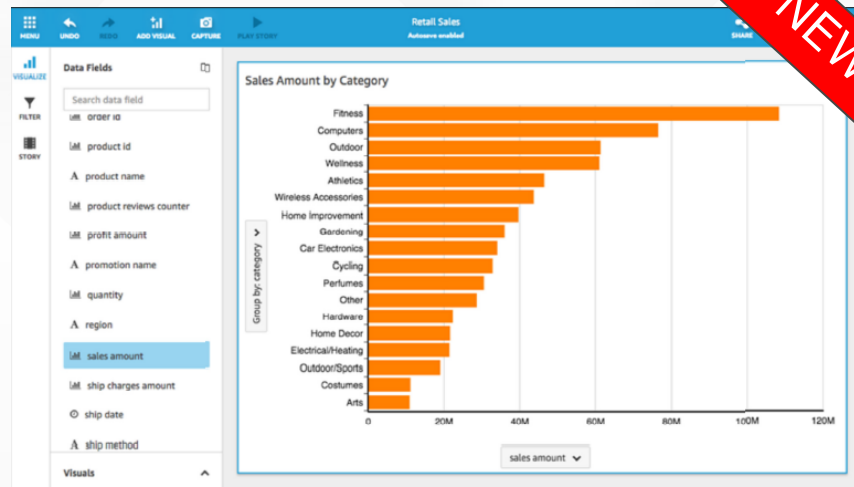 NEW
MENU
UNDO
REDO
ADD VISUAL
CAPTURE
PLAY STORY
Retail Sales
Autosave enabled
SHARE
VISUALIZE
FILTER
STORY
Data Fields
Search data field
order id
product id
A product name
product reviews counter
profit amount
A promotion name
quantity
A region
sales amount
ship charges amount
ship date
A ship method
Visuals
Sales Amount by Category
Group by: category
Fitness
Computers
Outdoor
Wellness
Athletics
Wireless Accessories
Home Improvement
Gardening
Car Electronics
Cycling
Perfumes
Other
Hardware
Home Decor
Electrical/Heating
Outdoor/Sports
Costumes
Arts
0 20M 40M 60M 80M 100M 120M
sales amount